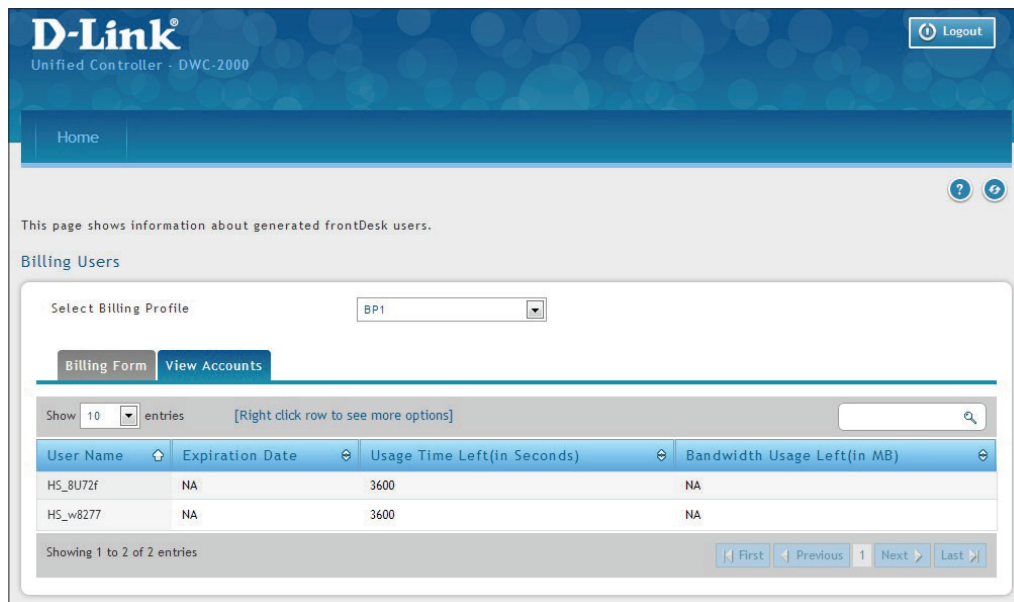 D-Link®
Logout
Unified Controller - DWC-2000
Home
?
This page shows information about generated frontDesk users.
Billing Users
Select Billing Profile BP1
Billing Form View Accounts
Show 10 entries [Right click row to see more options]
User Name Expiration Date Usage Time Left(in Seconds) Bandwidth Usage Left(in MB)
HS_8U72f NA 3600 NA
HS_w8277 NA 3600 NA
Showing 1 to 2 of 2 entries First Previous 1 Next Last